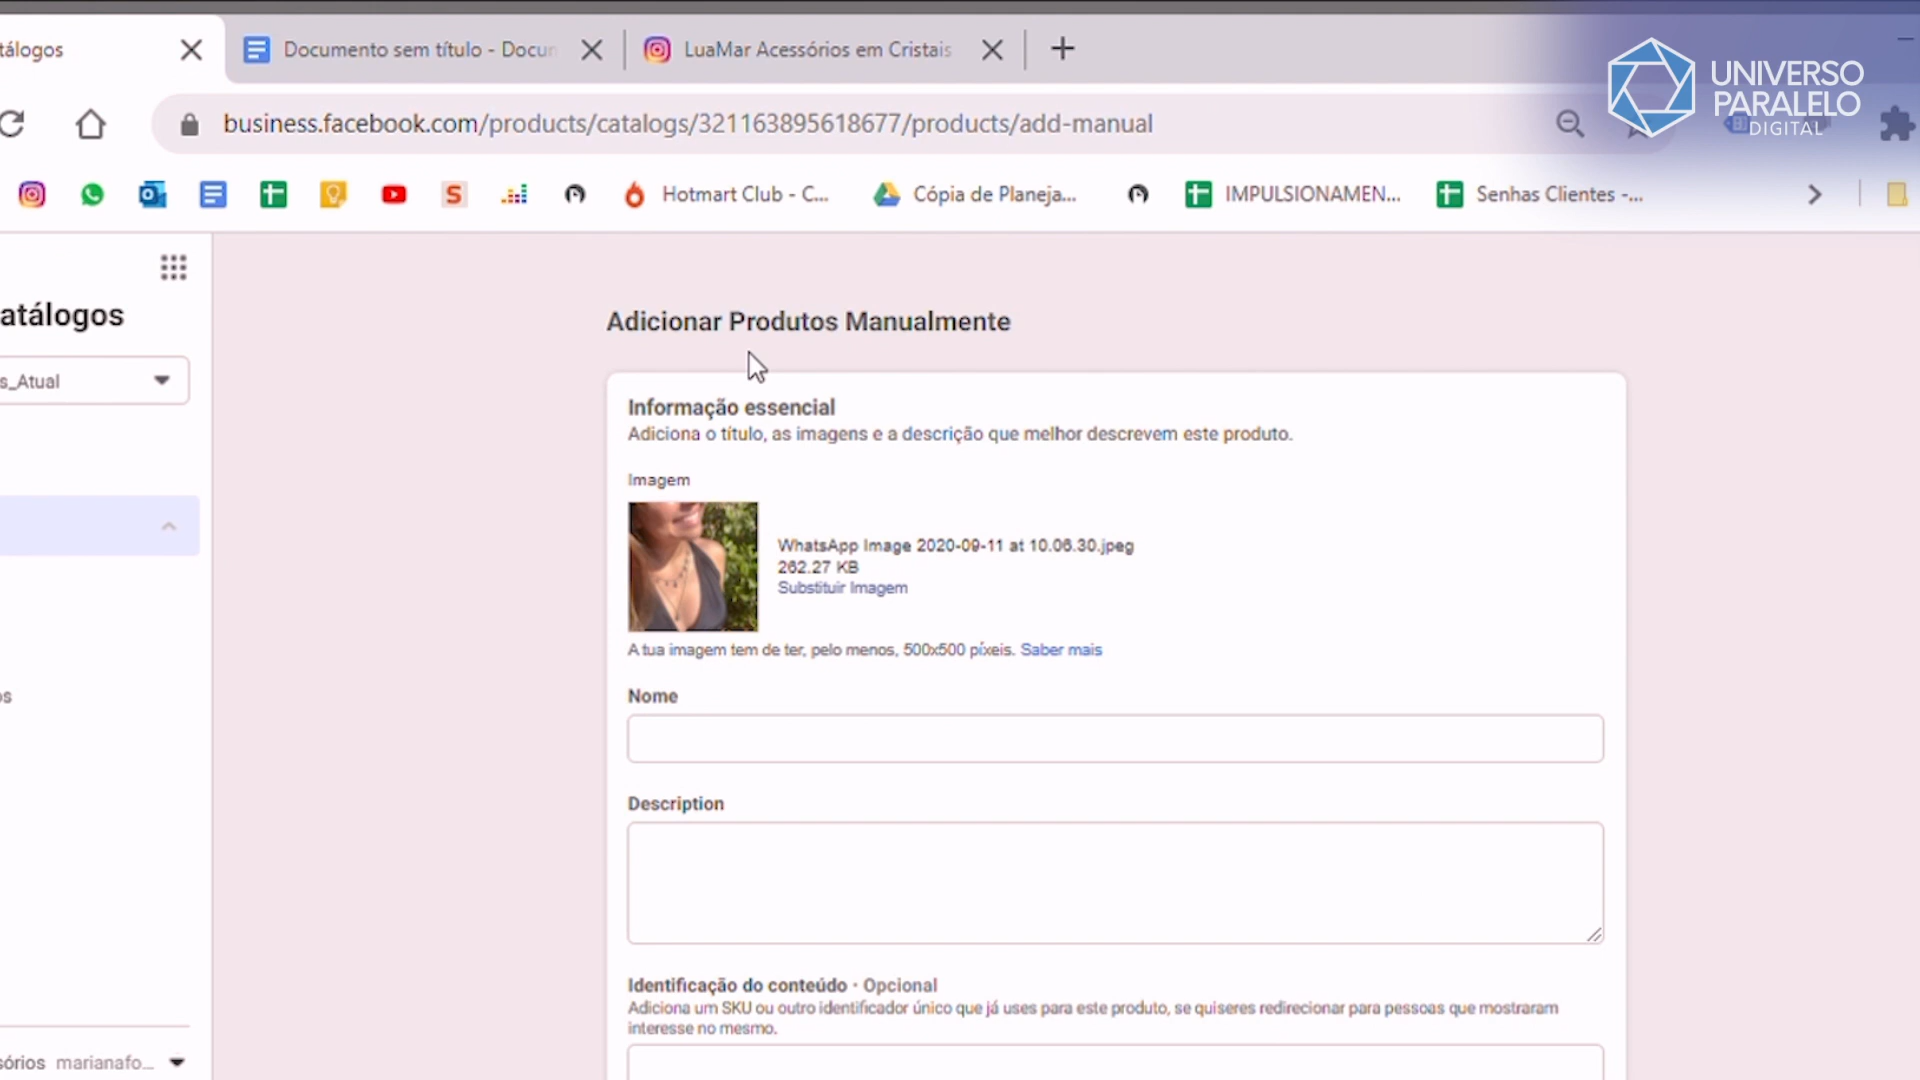 tálogos
Documento sem título - Docun
LuaMar Acessórios em Cristais
UNIVERSO
PARALELO
DIGITAL
business.facebook.com/products/catalogs/321163895618677/products/add-manual
Hotmart Club - C...
Cópia de Planeja...
IMPULSIONAMEN...
Senhas Clientes -...
atálogos
s_Atual
os
sórios marianafo...
Adicionar Produtos Manualmente
Informação essencial
Adiciona o título, as imagens e a descrição que melhor descrevem este produto.
Imagem
WhatsApp Image 2020-09-11 at 10.06.30.jpeg
262.27 KB
Substituir Imagem
A tua imagem tem de ter, pelo menos, 500x500 píxeis. Saber mais
Nome
Description
Identificação do conteúdo · Opcional
Adiciona um SKU ou outro identificador único que já uses para este produto, se quiseres redirecionar para pessoas que mostraram
interesse no mesmo.